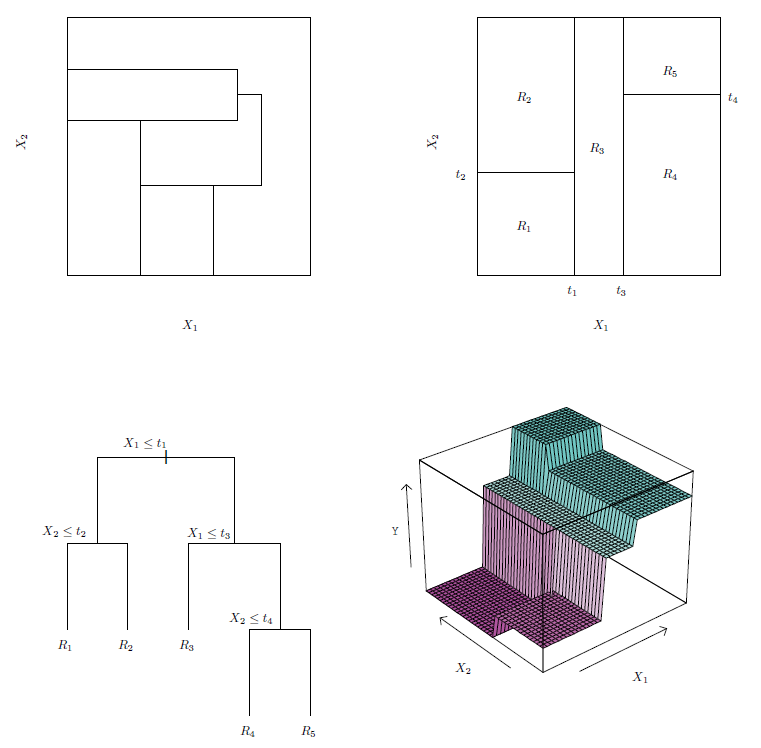 X₂
X₁
R₂
R₅
t₄
X₂
R₃
t₂
R₄
R₁
t₁
t₃
X₁
X₁ ≤ t₁
X₂ ≤ t₂
X₁ ≤ t₃
X₂ ≤ t₄
R₁
R₂
R₃
R₄
R₅
Y
X₂
X₁